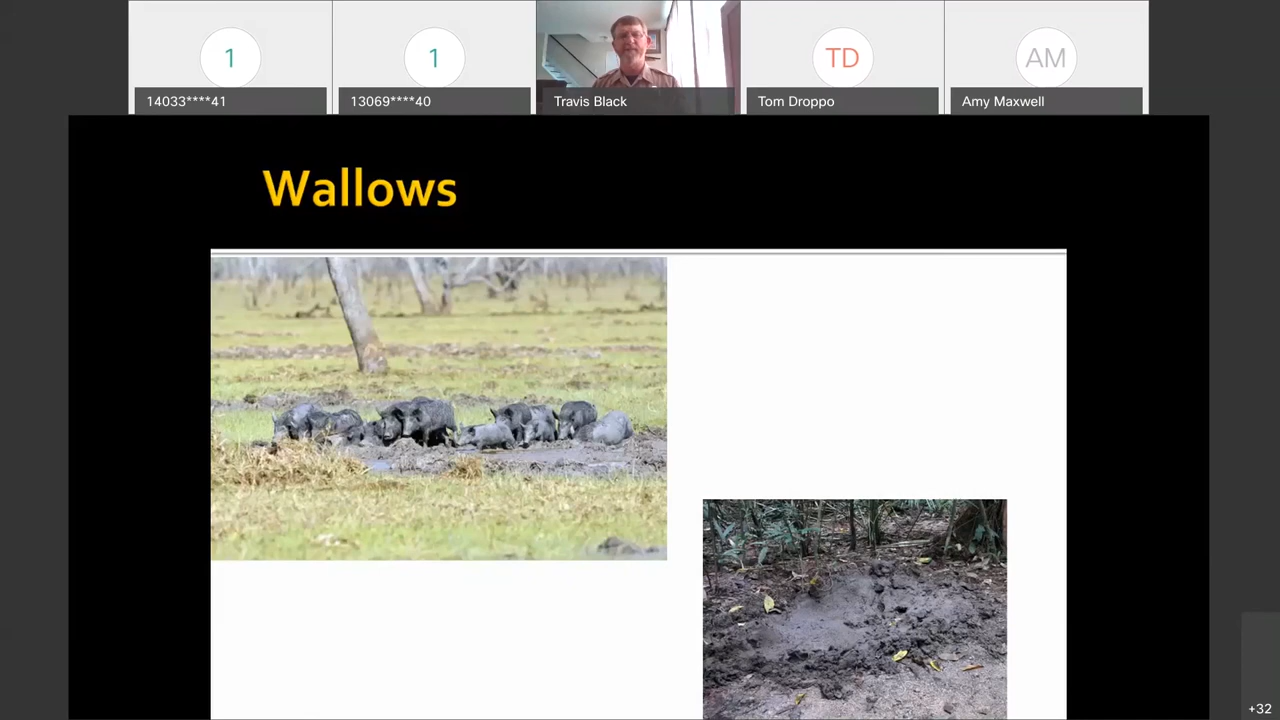 1
1
TD
AM
14033****41
13069****40
Travis Black
Tom Droppo
Amy Maxwell
Wallows
+32